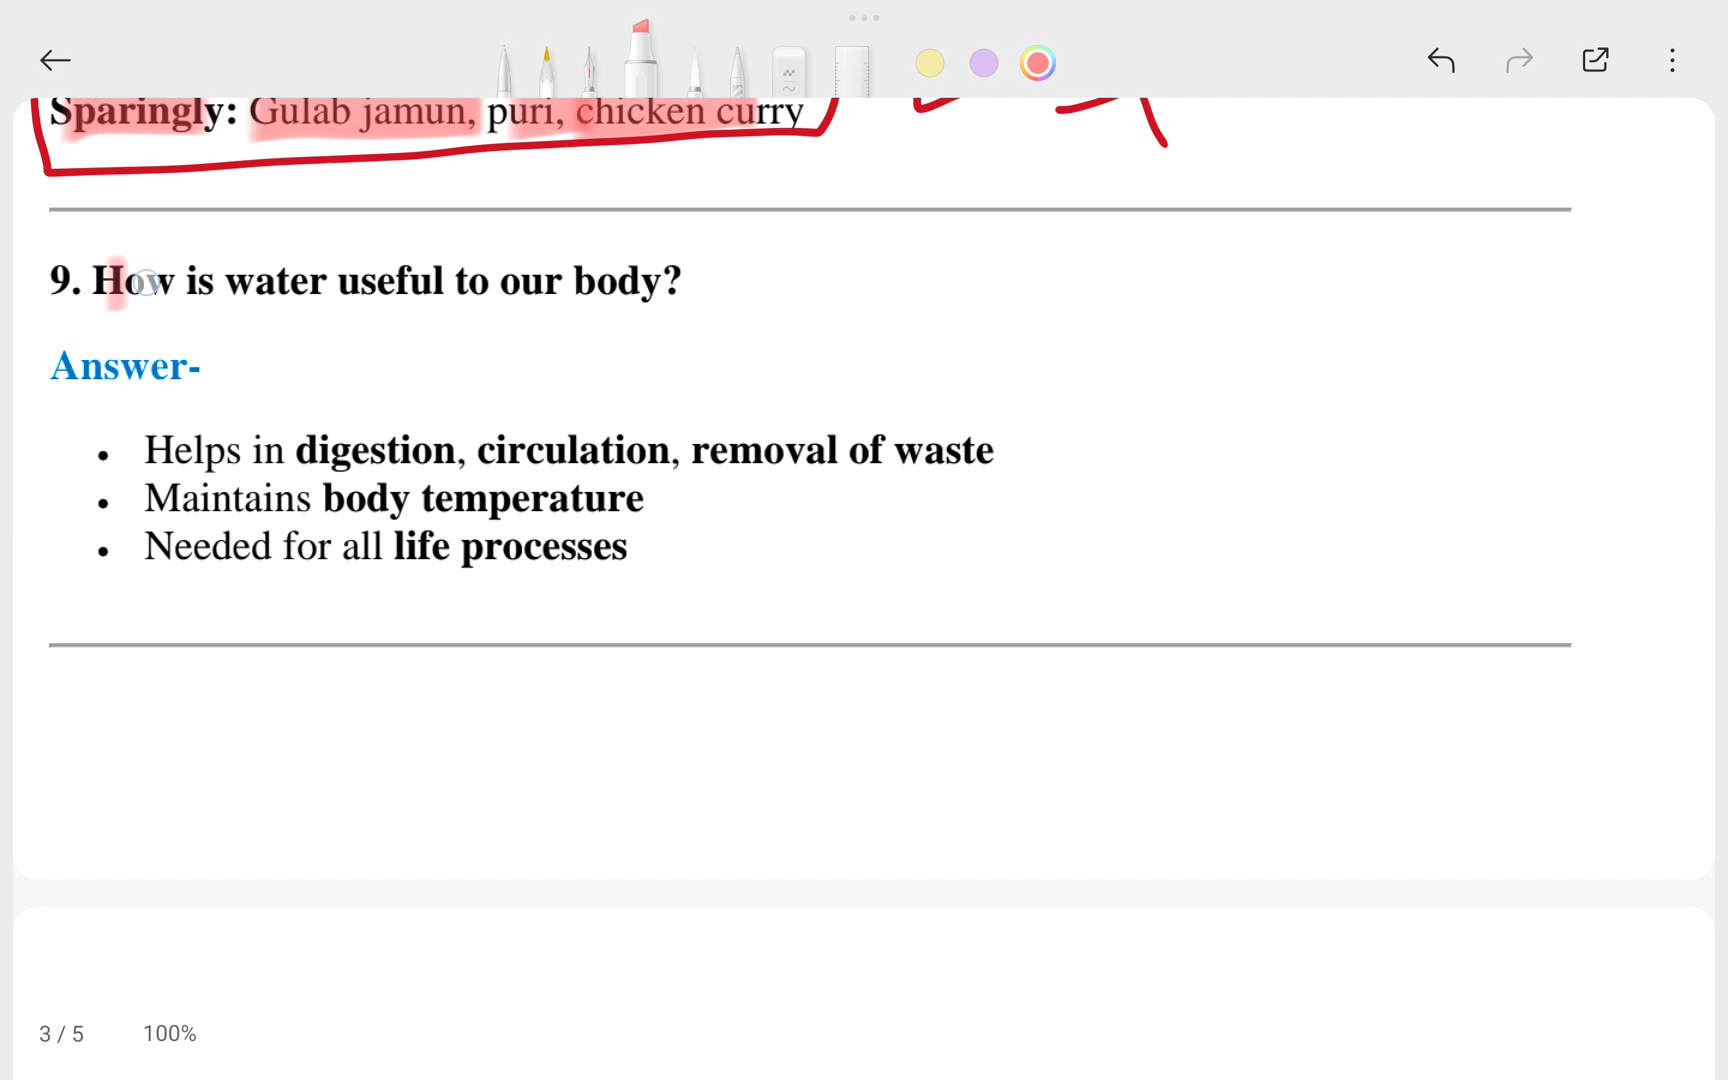 Sparingly: Gulab jamun, puri, chicken curry
9. How is water useful to our body?
Answer-
• Helps in digestion, circulation, removal of waste
• Maintains body temperature
• Needed for all life processes
3 / 5 100%